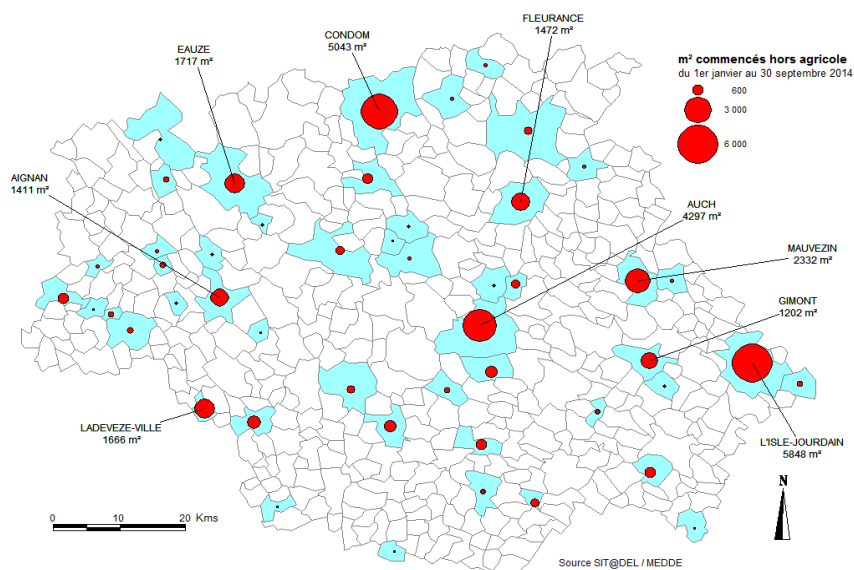 FLEURANCE
1472 m²
CONDOM
5043 m²
EAUZE
1717 m²
m² commencés hors agricole
du 1er janvier au 30 septembre 2014
600
3 000
6 000
AIGNAN
1411 m²
AUCH
4297 m²
MAUVEZIN
2332 m²
GIMONT
1202 m²
LADEVEZE-VILLE
1666 m²
L'ISLE-JOURDAIN
5848 m²
N
0 10 20 Kms
Source SIT@DEL / MEDDE